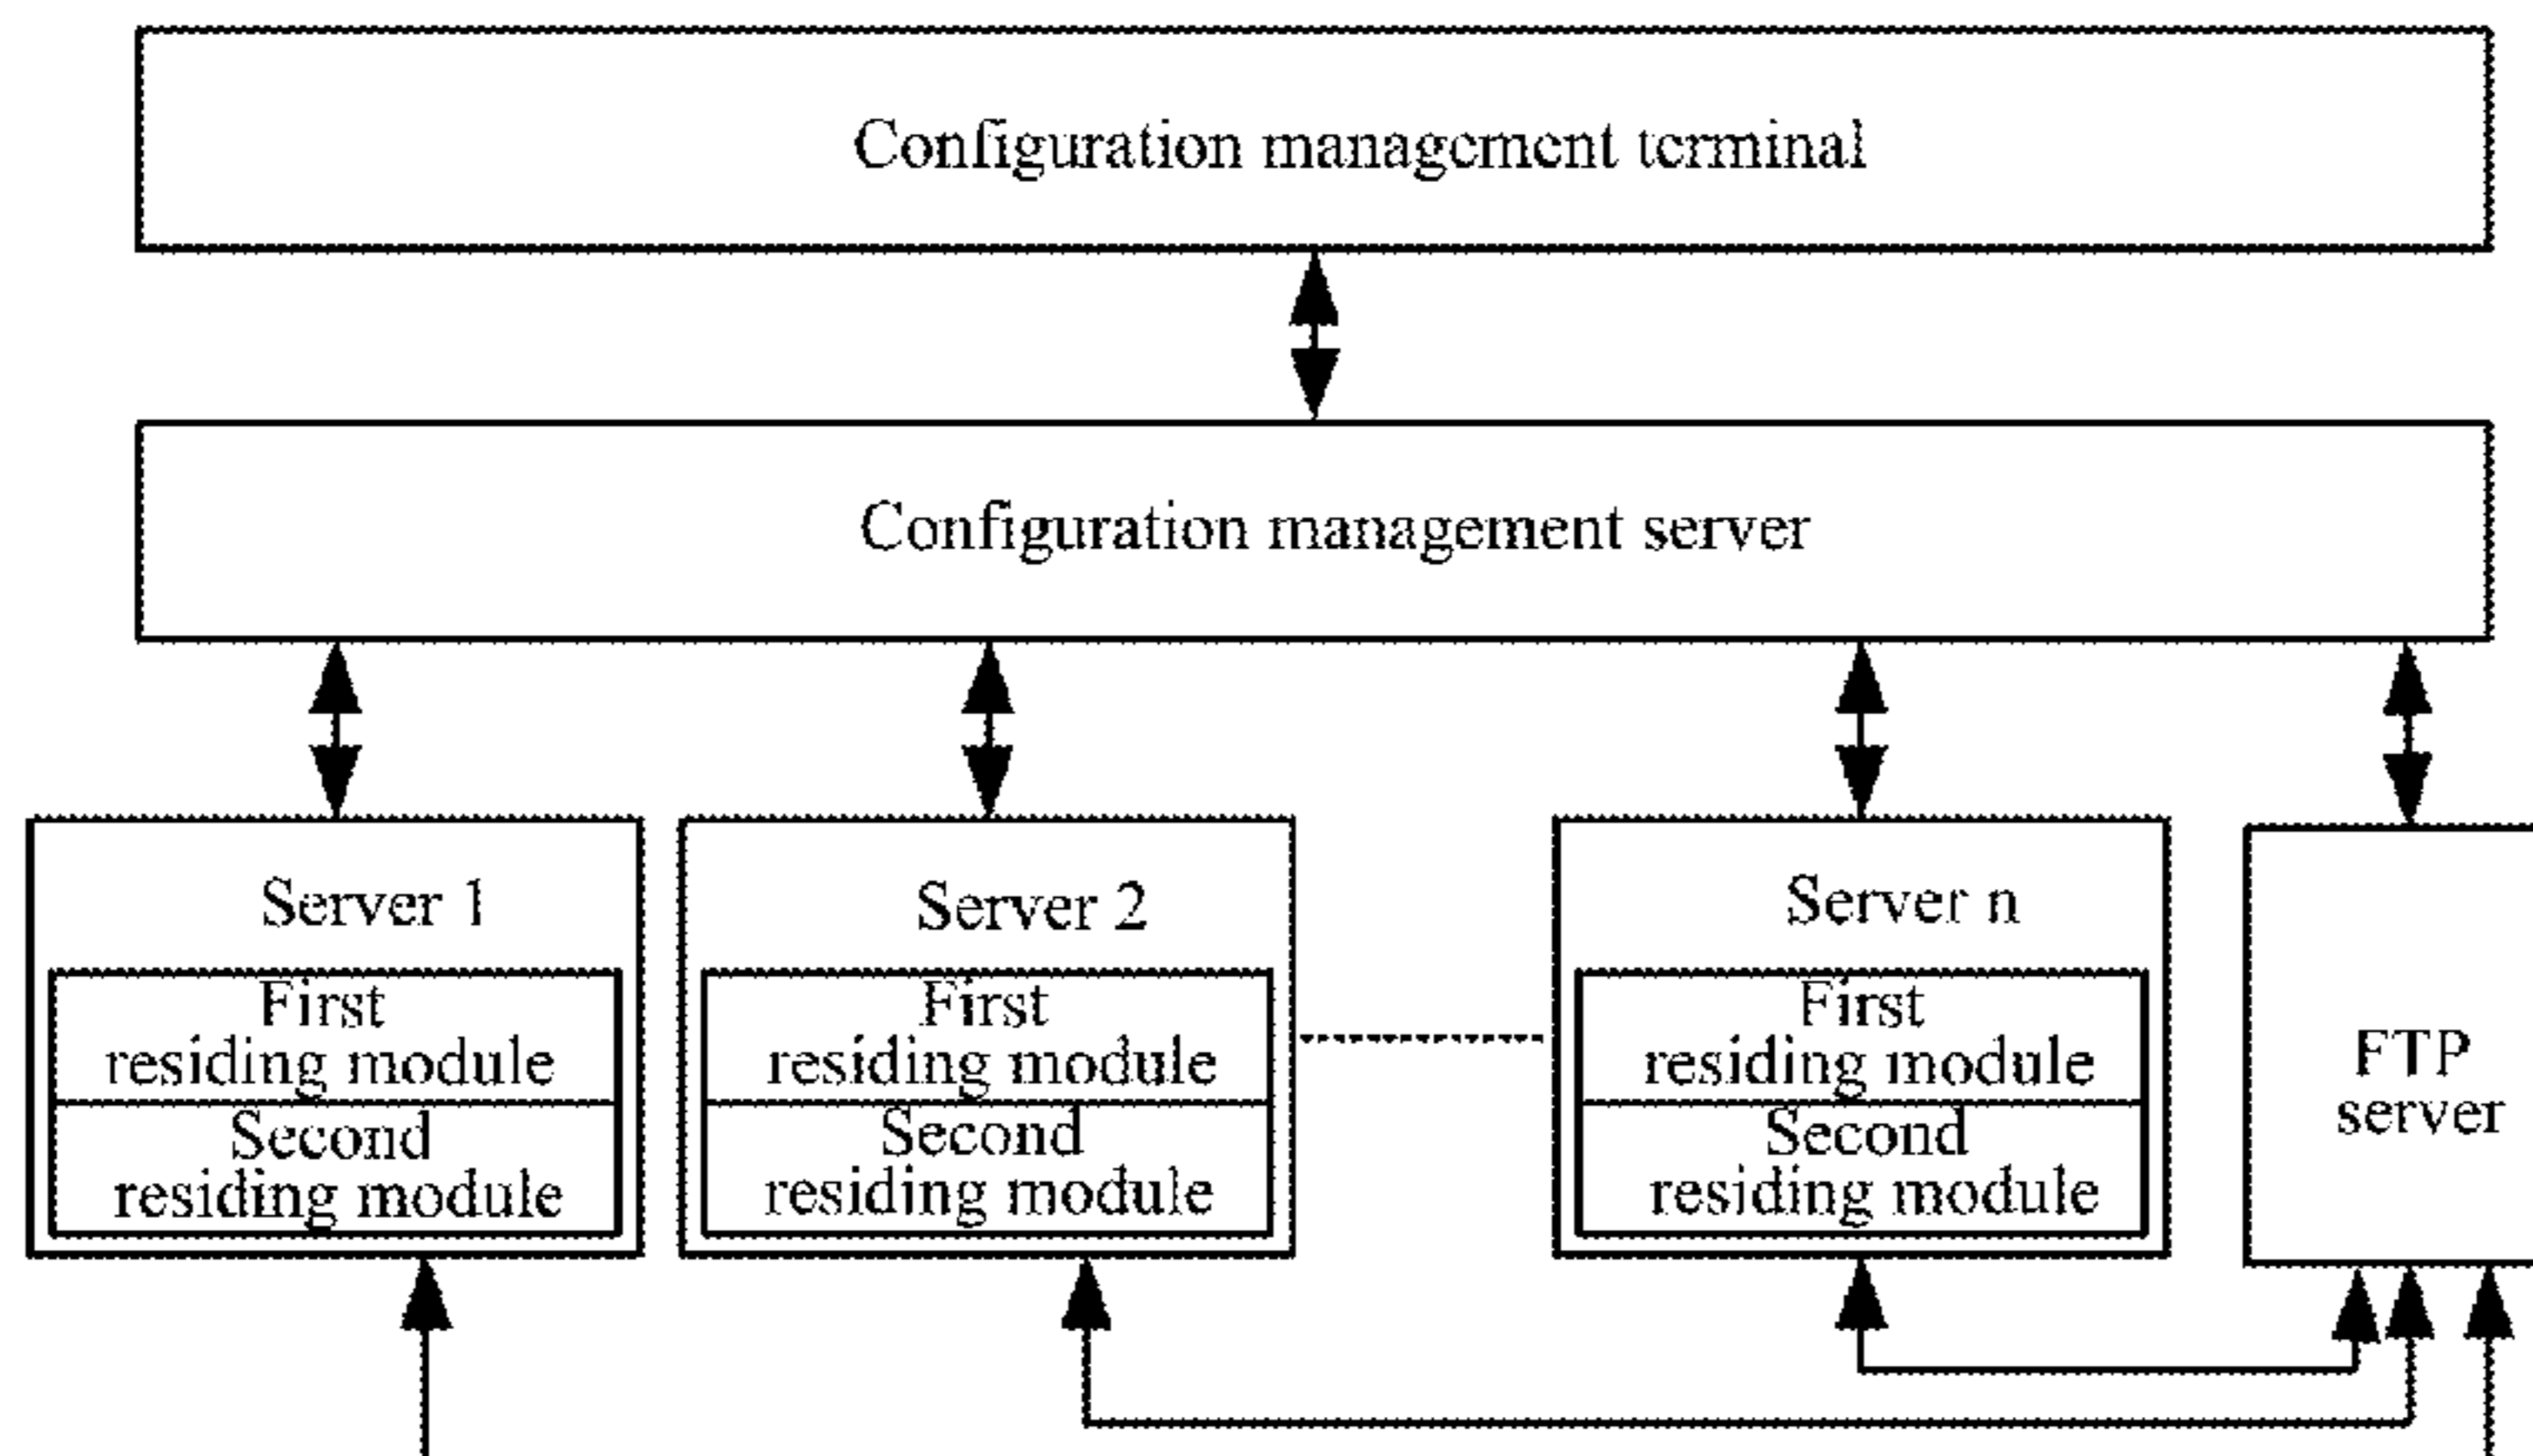 Configuration management terminal
Configuration management server
Server 1
First
residing module
Second
residing module
Server 2
First
residing module
Second
residing module
Server n
First
residing module
Second
residing module
FTP
server